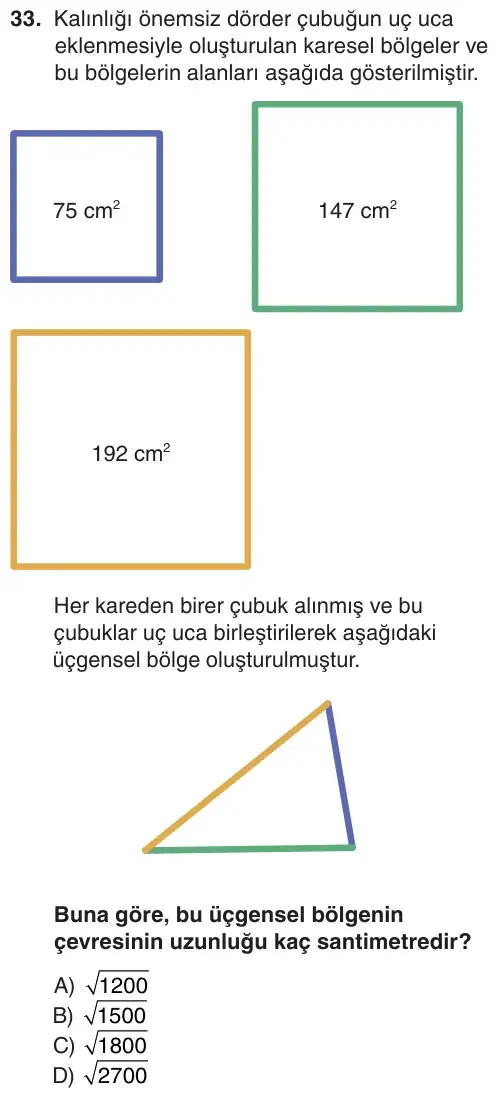 33. Kalınlığı önemsiz dörder çubuğun uç uca
eklenmesiyle oluşturulan karesel bölgeler ve
bu bölgelerin alanları aşağıda gösterilmiştir.
75 cm²
147 cm²
192 cm²
Her kareden birer çubuk alınmış ve bu
çubuklar uç uca birleştirilerek aşağıdaki
üçgensel bölge oluşturulmuştur.
Buna göre, bu üçgensel bölgenin
çevresinin uzunluğu kaç santimetredir?
A) √1200
B) √1500
C) √1800
D) √2700